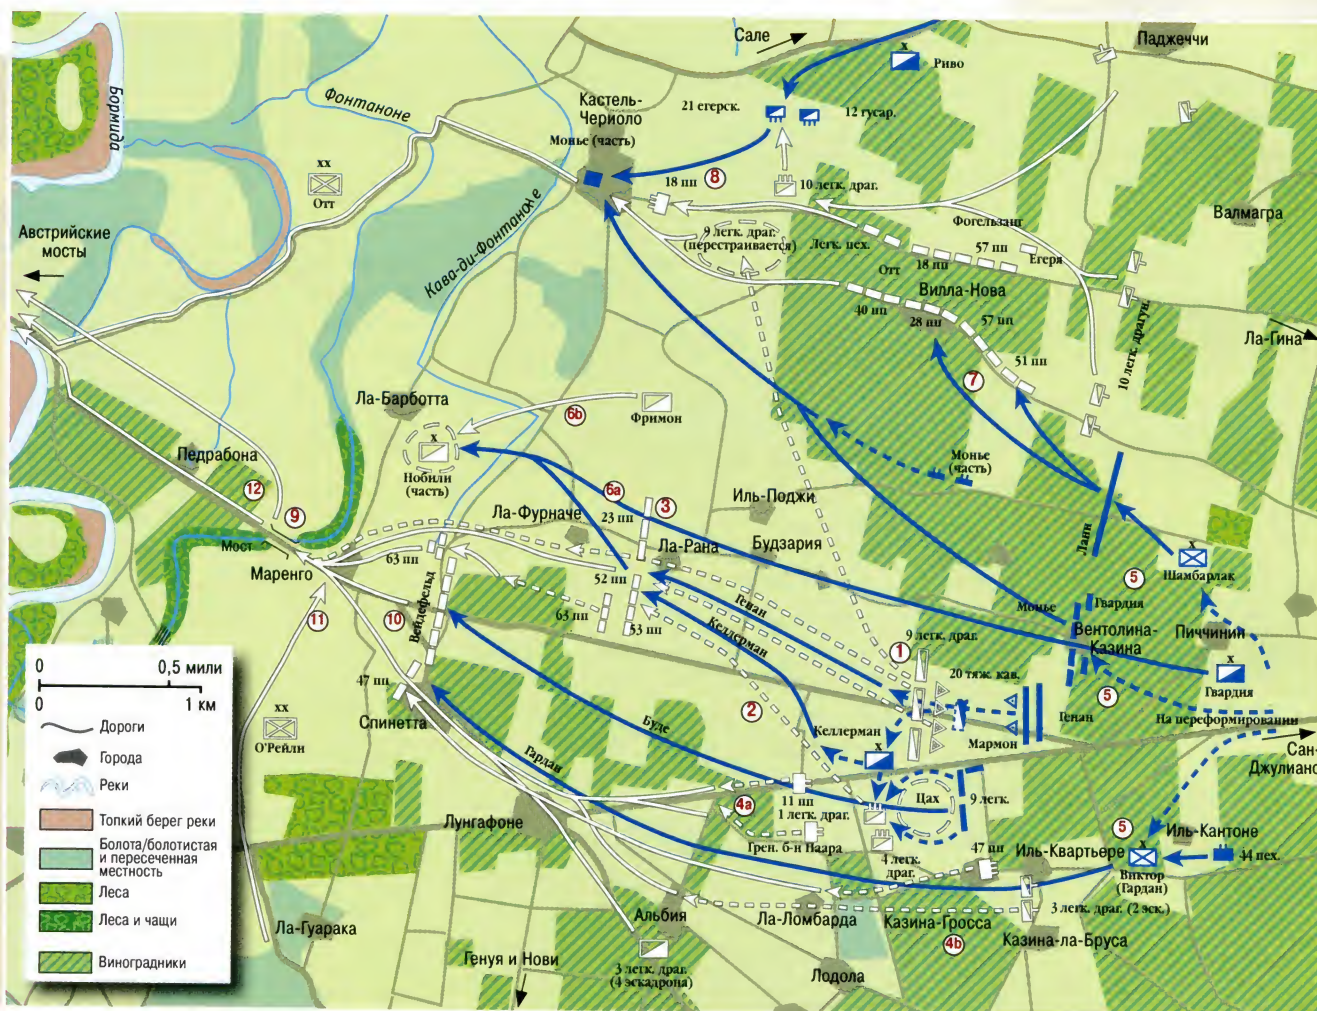 Сале
Паджеччи
х
Риво
21 егерск.
12 гусар.
Кастель-
Чериоло
Монье (часть)
Фонтаноне
Бормида
хх
Отт
18 пп
8
10 легк. драг.
Фогельзанг
Валмагра
Австрийские
мосты
Кава-ди-Фонтаноне
9 легк. драг.
(перестраивается)
Легк. пех.
57 пп
Егеря
Отт
18 пп
Вилла-Нова
40 пп
28 пп
57 пп
51 пп
10 легк. драгун.
Ла-Гина
7
Ла-Барботта
6b
Фримон
х
Нобили
(часть)
Монье
(часть)
Педрабона
12
9
6a
3
23 пп
Иль-Поджи
Ла-Фурначе
Ла-Рана
Будзария
Ланн
Мост
Маренго
63 пп
52 пп
х
Шамбарлак
5
Генан
Келлерман
Монье
Гвардия
11
10
Вейдефельд
63 пп
53 пп
Вентолина-
Казина
Пиччинин
9 легк. драг.
1
20 тяж. кав.
х
Гвардия
0
0,5 мили
0
1 км
Дороги
Города
Реки
Топкий берег реки
Болота/болотистая
и пересеченная
местность
Леса
Леса и чащи
Виноградники
47 пп
Спинетта
хх
О'Рейли
2
Буде
Гардан
Келлерман
х
Мармон
Генан
5
На переформировании
Сан-
Джулиано
Цах
9 легк.
11 пп
1 легк. драг.
4a
Грен. б-н Паара
4 легк.
драг.
47 пп
Лунгафоне
5
Иль-Кантоне
Иль-Квартьере
х
Виктор
(Гардан)
44 пех.
3 легк. драг. (2 эск.)
Ла-Гуарака
Альбия
Ла-Ломбарда
Казина-Гросса
4b
Казина-ла-Бруса
Генуя и Нови
3 легк. драг.
(4 эскадрона)
Лодола